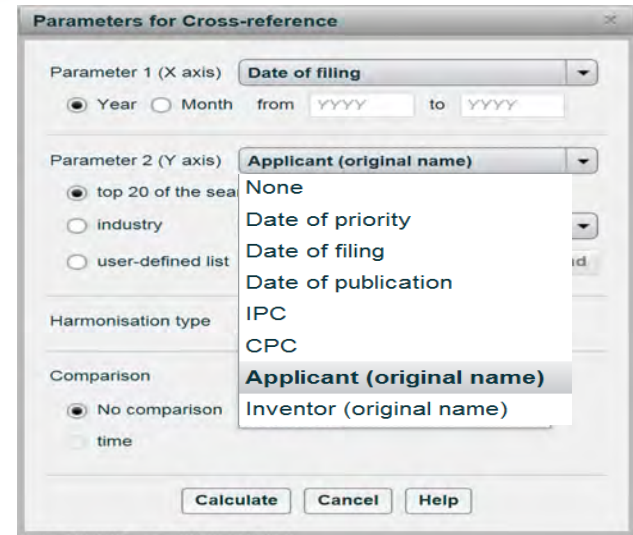 Parameters for Cross-reference
Parameter 1 (X axis) Date of filing
Year Month from YYYY to YYYY
Parameter 2 (Y axis) Applicant (original name)
top 20 of the sea
None
industry
Date of priority
Date of filing
user-defined list
Date of publication
IPC
Harmonisation type
CPC
Comparison
Applicant (original name)
No comparison
Inventor (original name)
time
Calculate Cancel Help